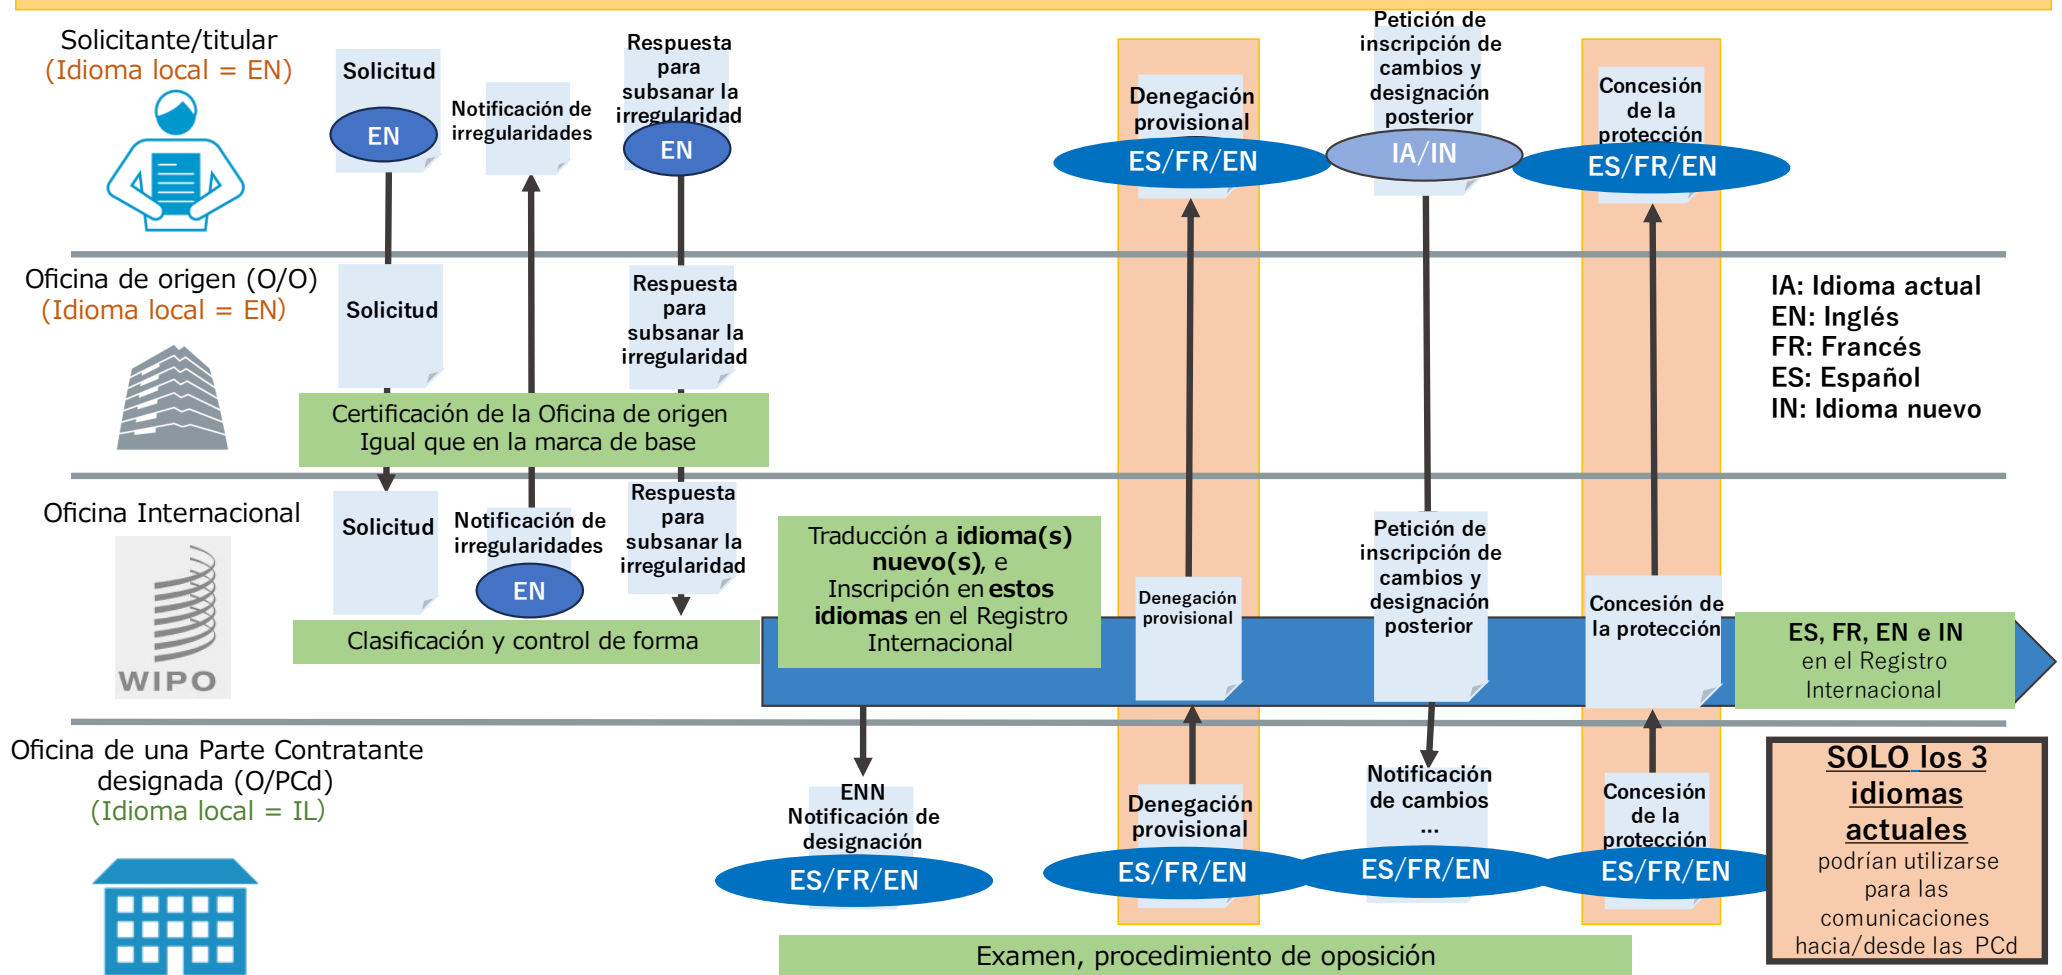 Solicitante/titular
(Idioma local = EN)
Solicitud
EN
Notificación de
irregularidades
Respuesta
para
subsanar la
irregularidad
EN
Denegación
provisional
ES/FR/EN
Petición de
inscripción de
cambios y
designación
posterior
IA/IN
Concesión
de la
protección
ES/FR/EN
Oficina de origen (O/O)
(Idioma local = EN)
Solicitud
Respuesta
para
subsanar la
irregularidad
Certificación de la Oficina de origen
Igual que en la marca de base
IA: Idioma actual
EN: Inglés
FR: Francés
ES: Español
IN: Idioma nuevo
Oficina Internacional
WIPO
Solicitud
Notificación de
irregularidades
EN
Respuesta
para
subsanar la
irregularidad
Clasificación y control de forma
Traducción a idioma(s)
nuevo(s), e
Inscripción en estos
idiomas en el Registro
Internacional
Denegación
provisional
Petición de
inscripción de
cambios y
designación
posterior
Concesión de
la protección
ES, FR, EN e IN
en el Registro
Internacional
Oficina de una Parte Contratante
designada (O/PCd)
(Idioma local = IL)
ENN
Notificación de
designación
ES/FR/EN
Denegación
provisional
ES/FR/EN
Notificación
de cambios
...
ES/FR/EN
Concesión
de la
protección
ES/FR/EN
SOLO los 3
idiomas
actuales
podrían utilizarse
para las
comunicaciones
hacia/desde las PCd
Examen, procedimiento de oposición